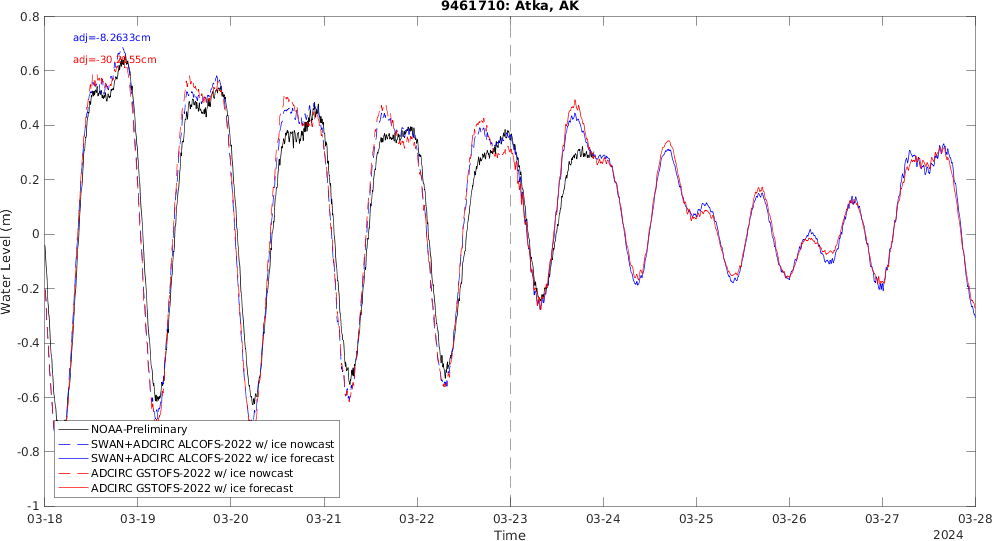 9461710: Atka, AK
adj=-8.2633cm
Water Level (m)
0.8
0.6
0.4
0.2
0
-0.2
-0.4
-0.6
-0.8
-1
NOAA-Preliminary
SWAN+ADCIRC ALCOFS-2022 w/ ice nowcast
SWAN+ADCIRC ALCOFS-2022 w/ ice forecast
ADCIRC GSTOFS-2022 w/ ice nowcast
ADCIRC GSTOFS-2022 w/ ice forecast
03-18 03-19 03-20 03-21 03-22 03-23 03-24 03-25 03-26 03-27 03-28
Time
2024